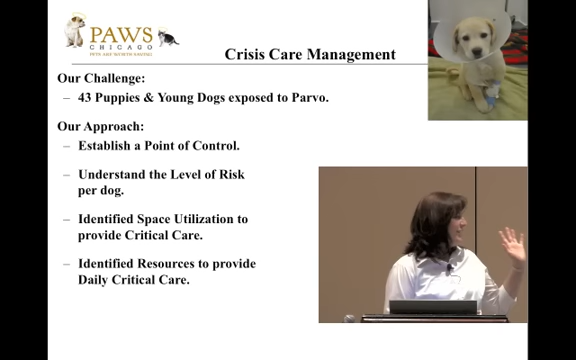 PAWS
CHICAGO
PETS ARE WORTH SAVING
Crisis Care Management
Our Challenge:
– 43 Puppies & Young Dogs exposed to Parvo.
Our Approach:
– Establish a Point of Control.
– Understand the Level of Risk
per dog.
– Identified Space Utilization to
provide Critical Care.
– Identified Resources to provide
Daily Critical Care.